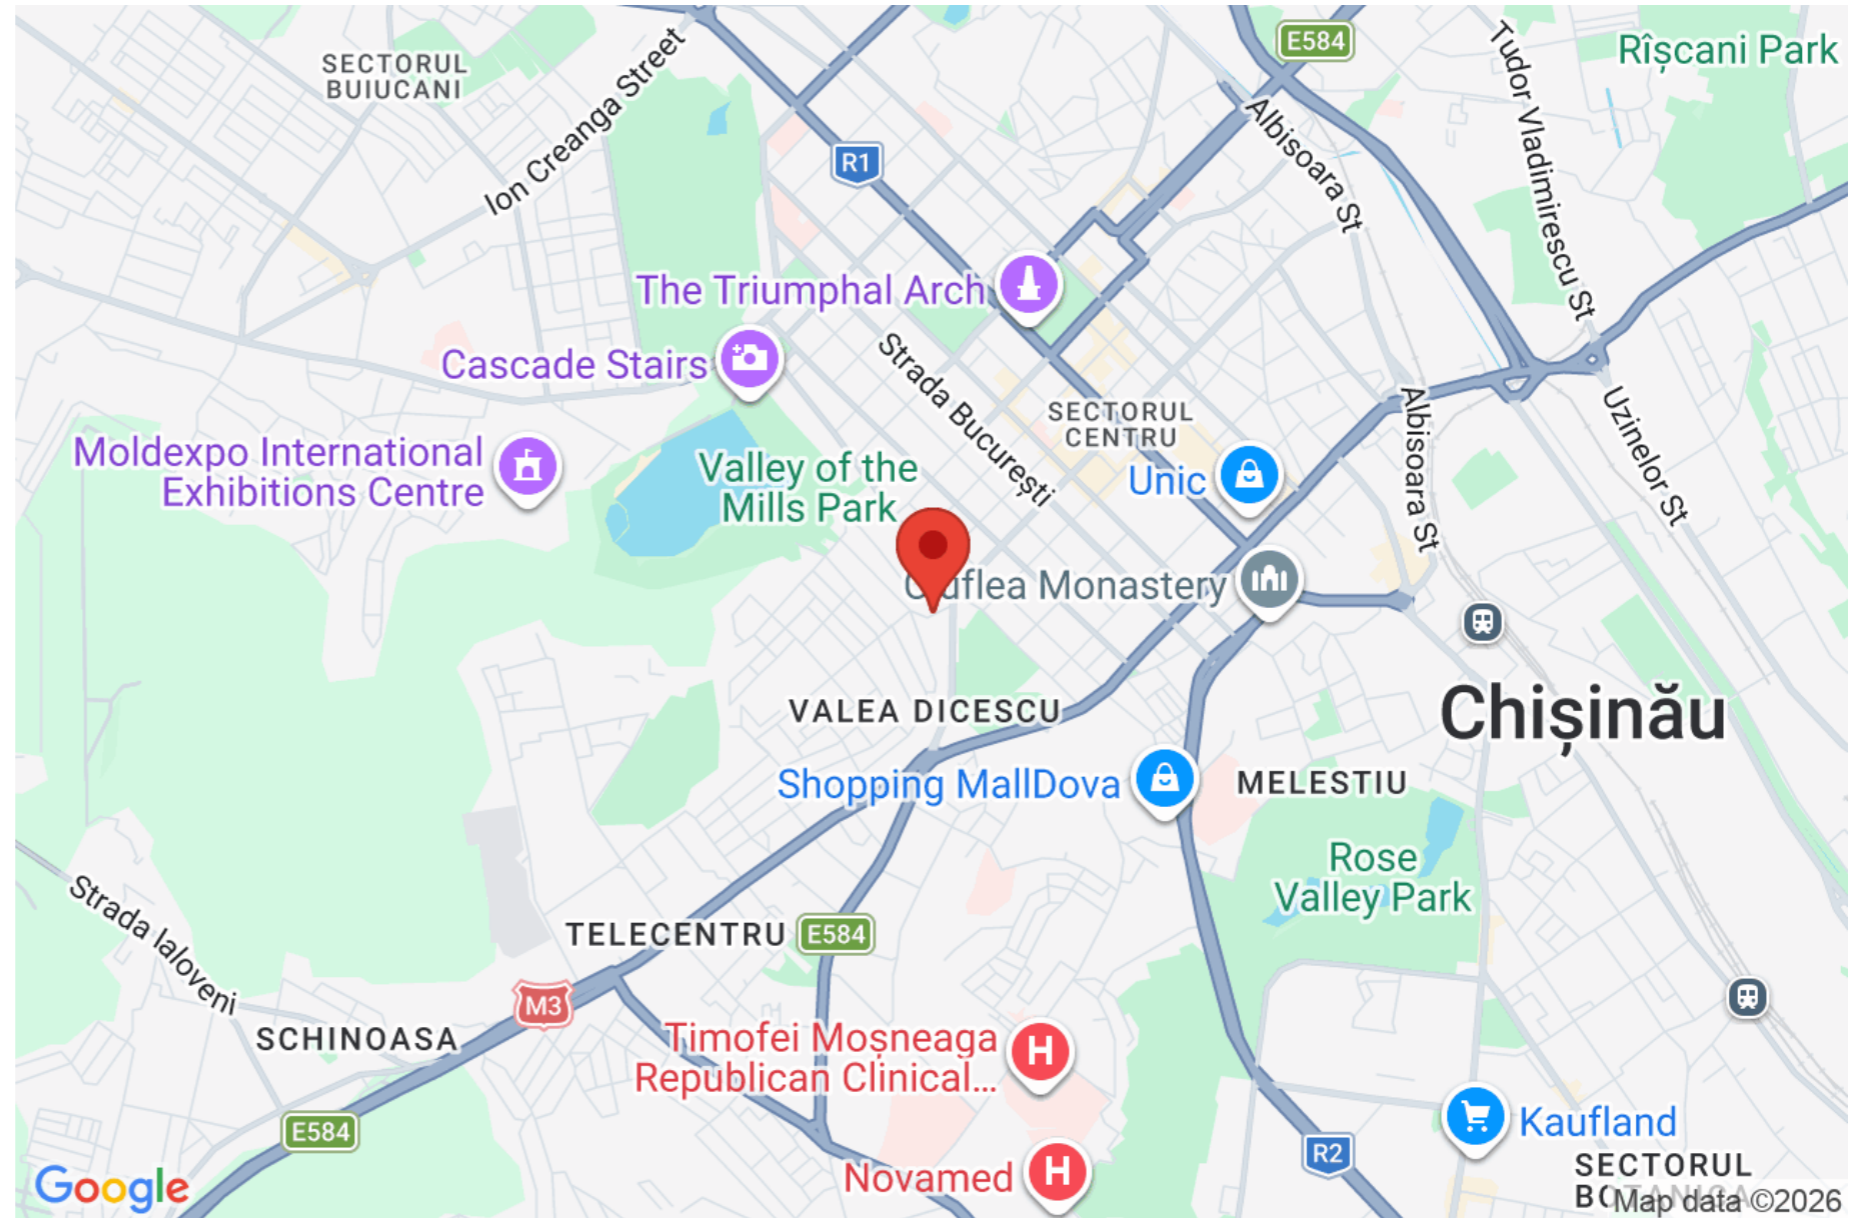 SECTORUL
BUIUCANI
Ion Creanga Street
E584
Tudor Vladimirescu St
Rîșcani Park
R1
Albisoara St
The Triumphal Arch
Cascade Stairs
Strada București
SECTORUL
CENTRU
Albisoara St
Uzinelor St
Moldexpo International
Exhibitions Centre
Valley of the
Mills Park
Unic
flea Monastery
Chișinău
VALEA DICESCU
Shopping MallDova
MELESTIU
Rose
Valley Park
Strada Ialoveni
TELECENTRU
E584
M3
SCHINOASA
Timofei Moșneaga
Republican Clinical...
H
E584
Kaufland
R2
Novamed
H
SECTORUL
Google
Map data ©2026